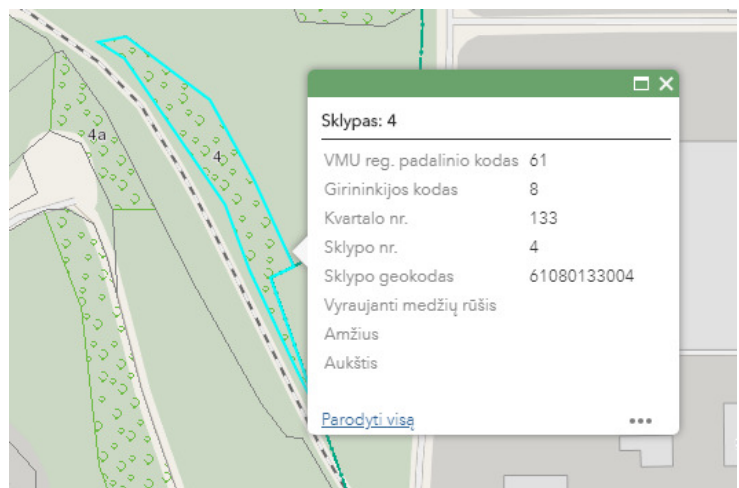 4a
4
Sklypas: 4
VMU reg. padalinio kodas 61
Girininkijos kodas 8
Kvartalo nr. 133
Sklypo nr. 4
Sklypo geokodas 61080133004
Vyraujanti medžių rūšis
Amžius
Aukštis
Parodyti visą